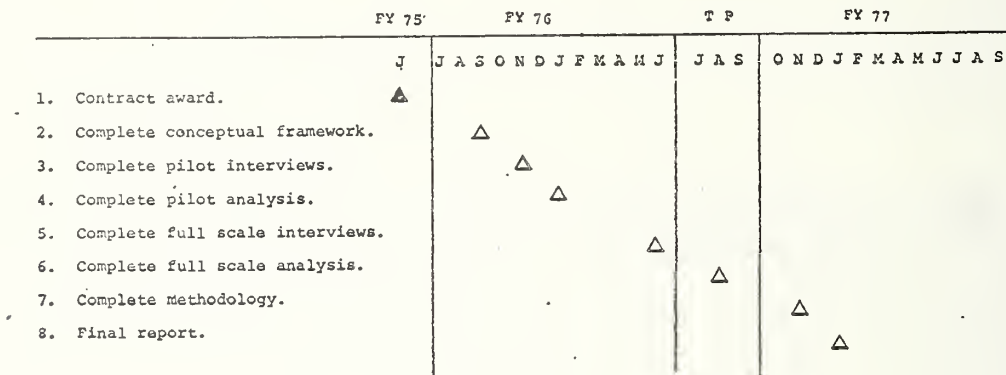 FY 75 FY 76 T P FY 77
J J A S O N D J F M A M J J A S O N D J F M A M J J A S
1. Contract award.
2. Complete conceptual framework.
3. Complete pilot interviews.
4. Complete pilot analysis.
5. Complete full scale interviews.
6. Complete full scale analysis.
7. Complete methodology.
8. Final report.